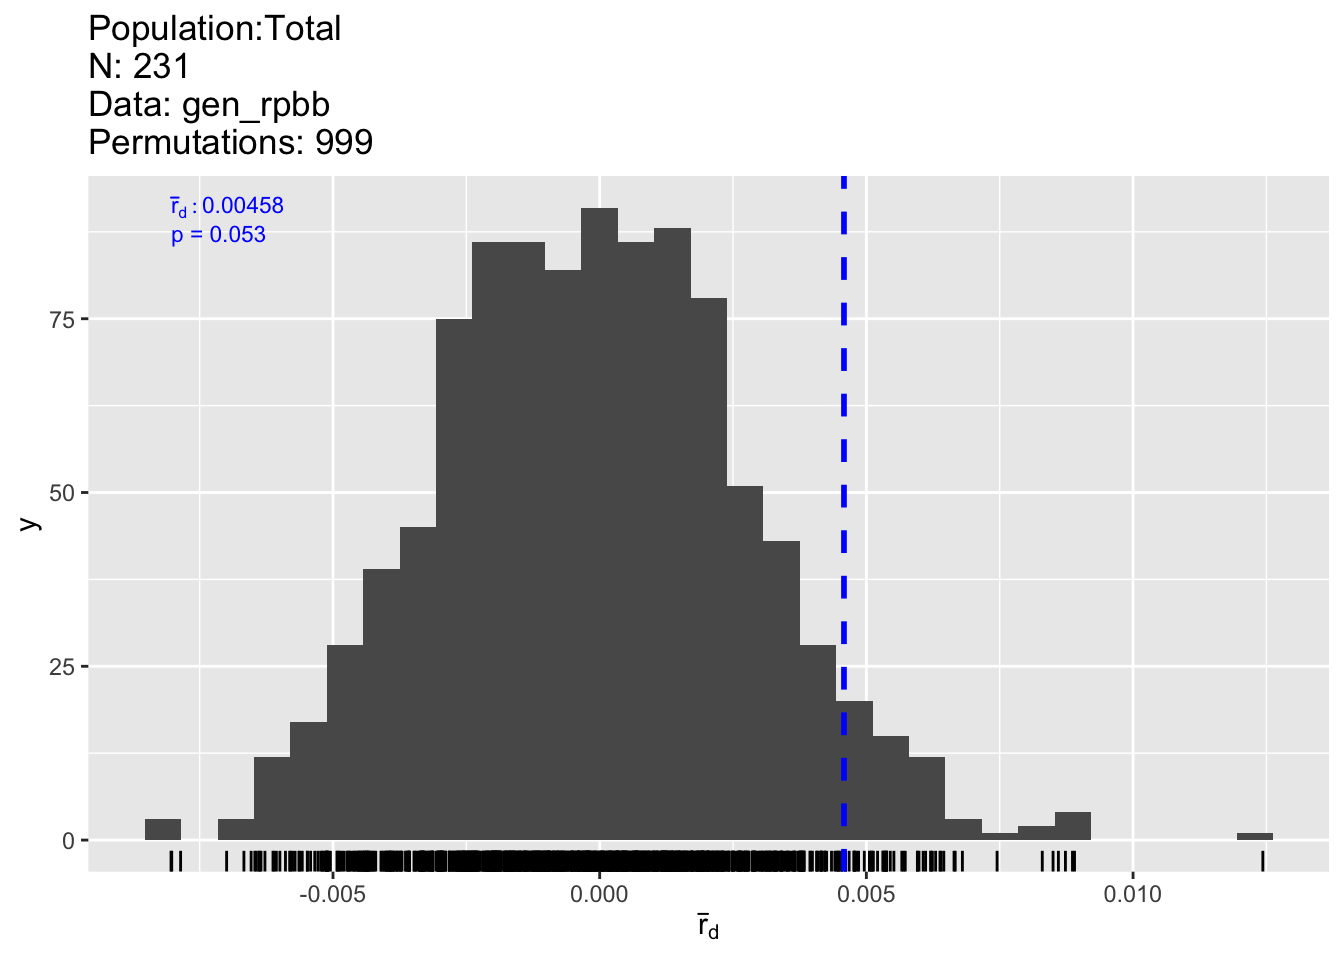 Population:Total
N: 231
Data: gen_rpbb
Permutations: 999
r̄d : 0.00458
p = 0.053
75
50
25
0
y
-0.005 0.000 0.005 0.010
r̄d